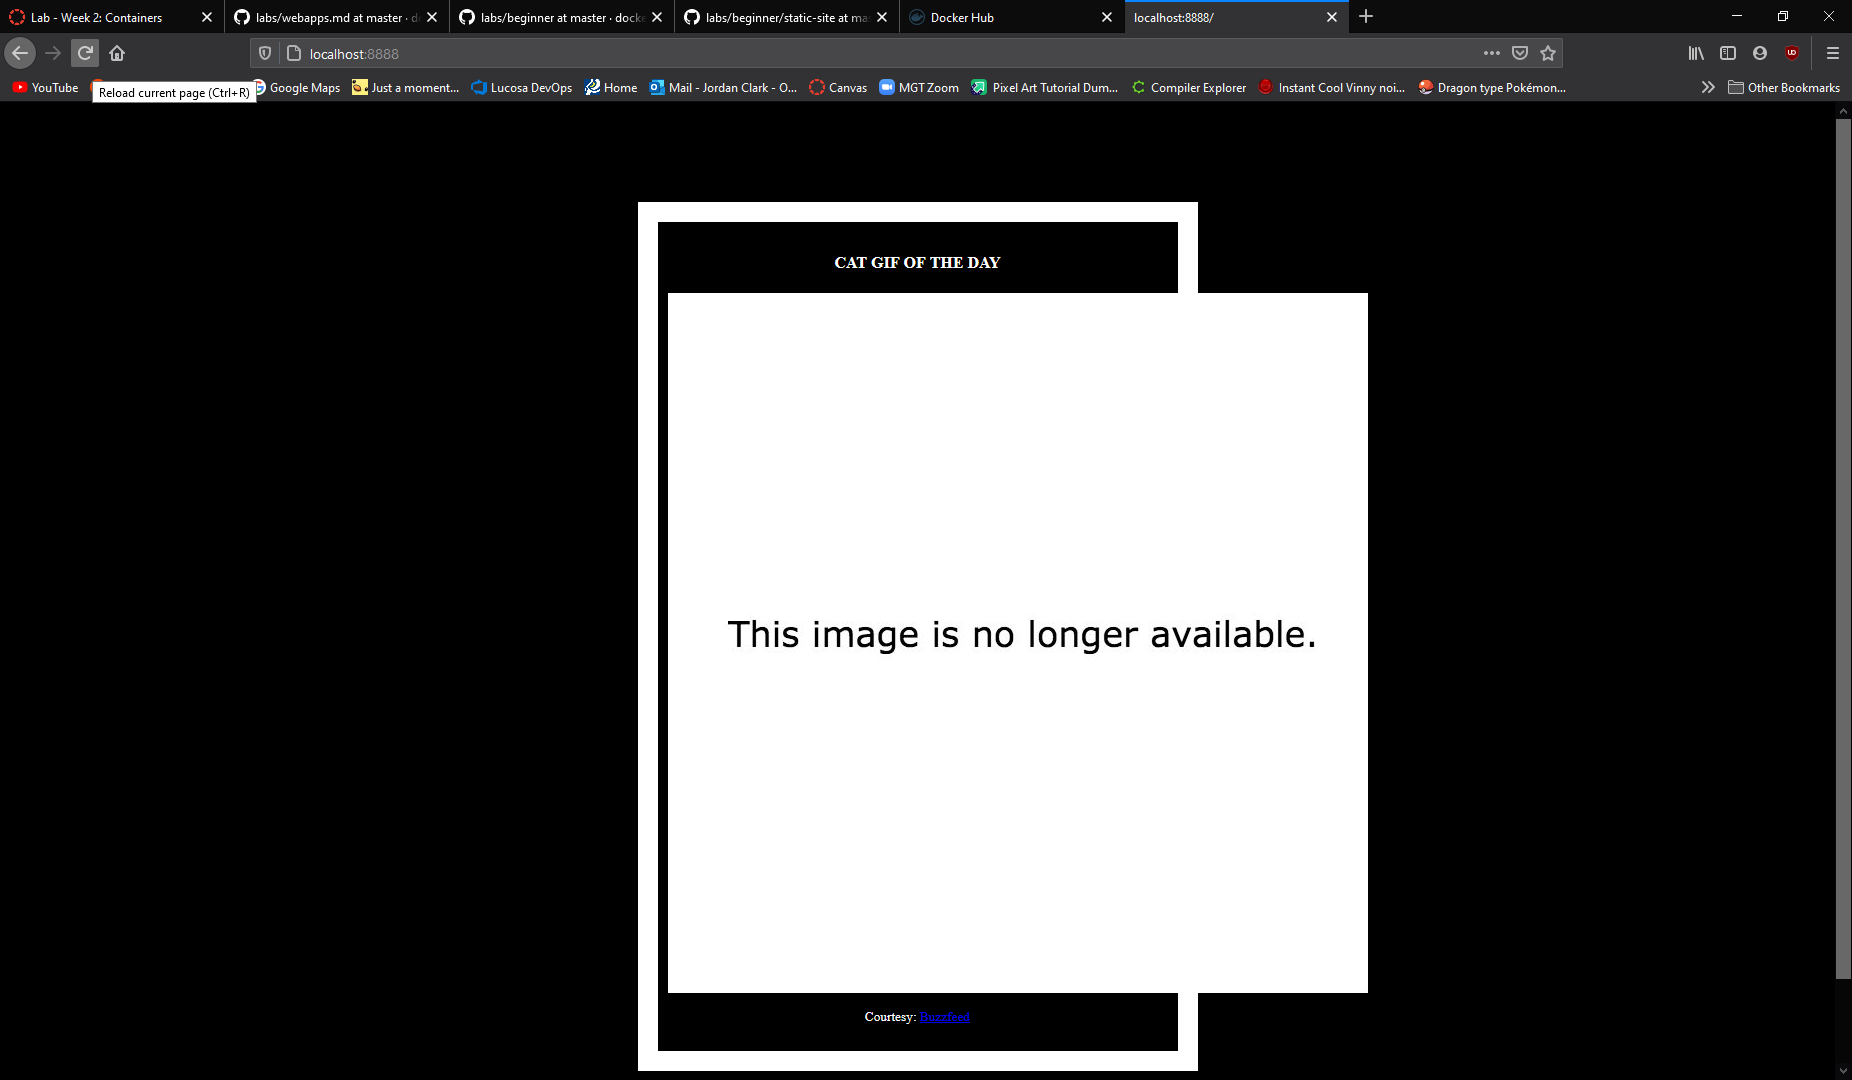 Lab - Week 2: Containers
labs/webapps.md at master · d
labs/beginner at master · docke
labs/beginner/static-site at mas
Docker Hub
localhost:8888/
localhost:8888
YouTube
Reload current page (Ctrl+R)
Google Maps
Just a moment...
Lucosa DevOps
Home
Mail - Jordan Clark - O...
Canvas
MGT Zoom
Pixel Art Tutorial Dum...
Compiler Explorer
Instant Cool Vinny noi...
Dragon type Pokémon...
Other Bookmarks
CAT GIF OF THE DAY
This image is no longer available.
Courtesy: Buzzfeed